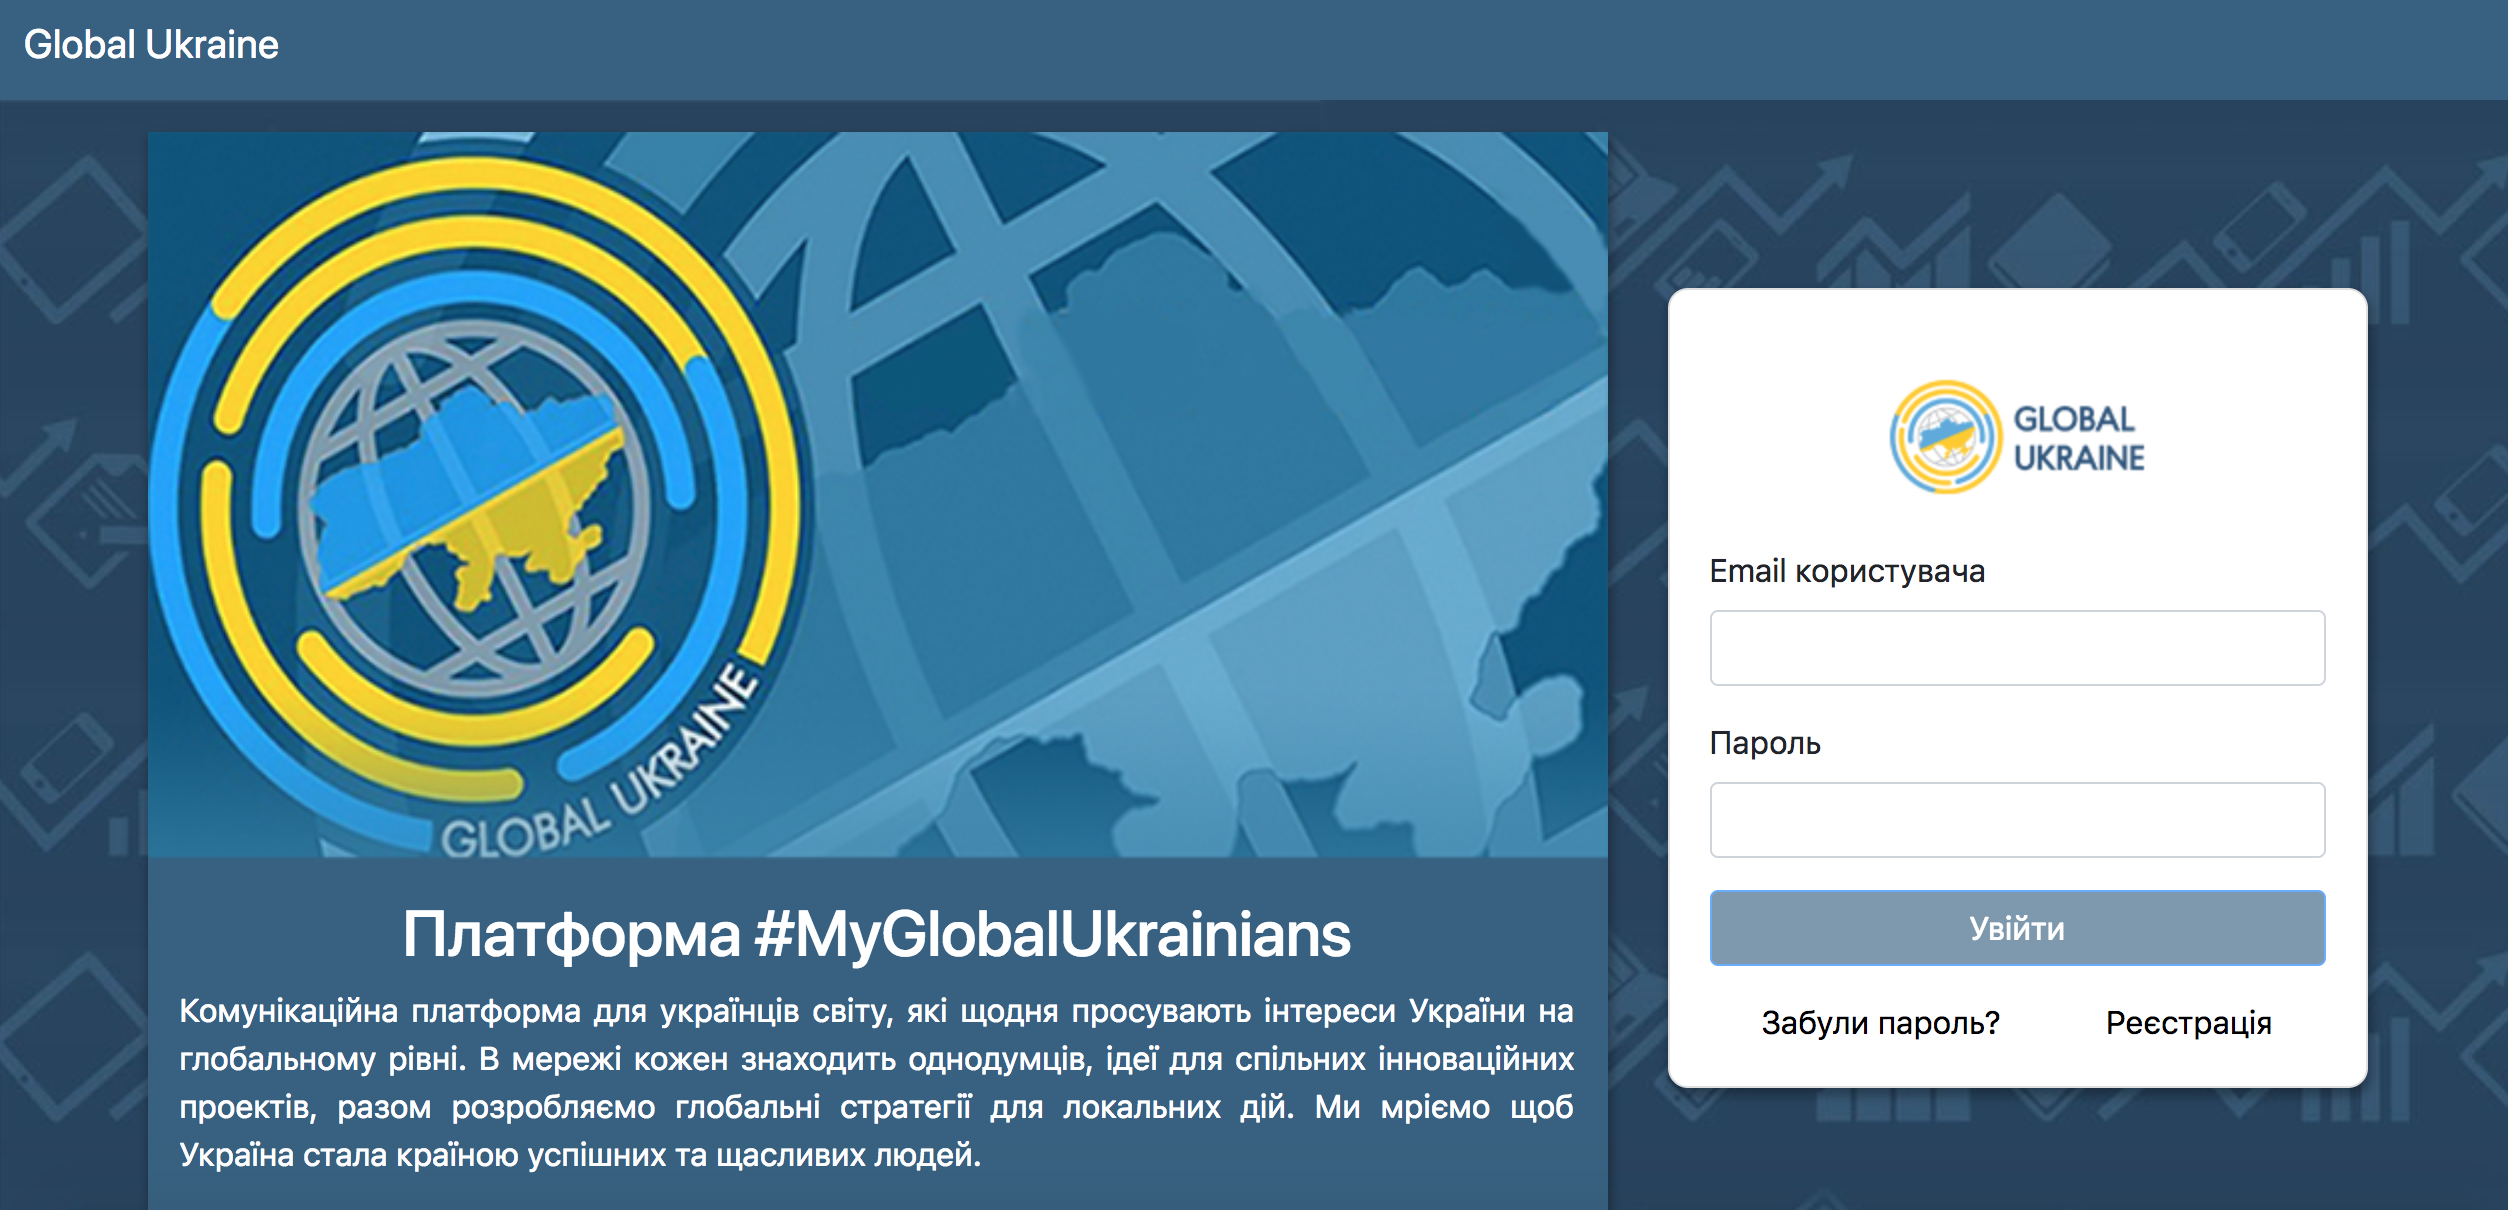 Global Ukraine
GLOBAL UKRAINE
Платформа #MyGlobalUkrainians
Комунікаційна платформа для українців світу, які щодня просувають інтереси України на
глобальному рівні. В мережі кожен знаходить однодумців, ідеї для спільних інноваційних
проектів, разом розробляємо глобальні стратегії для локальних дій. Ми мріємо щоб
Україна стала країною успішних та щасливих людей.
GLOBAL
UKRAINE
Email користувача
Пароль
Увійти
Забули пароль?
Реєстрація